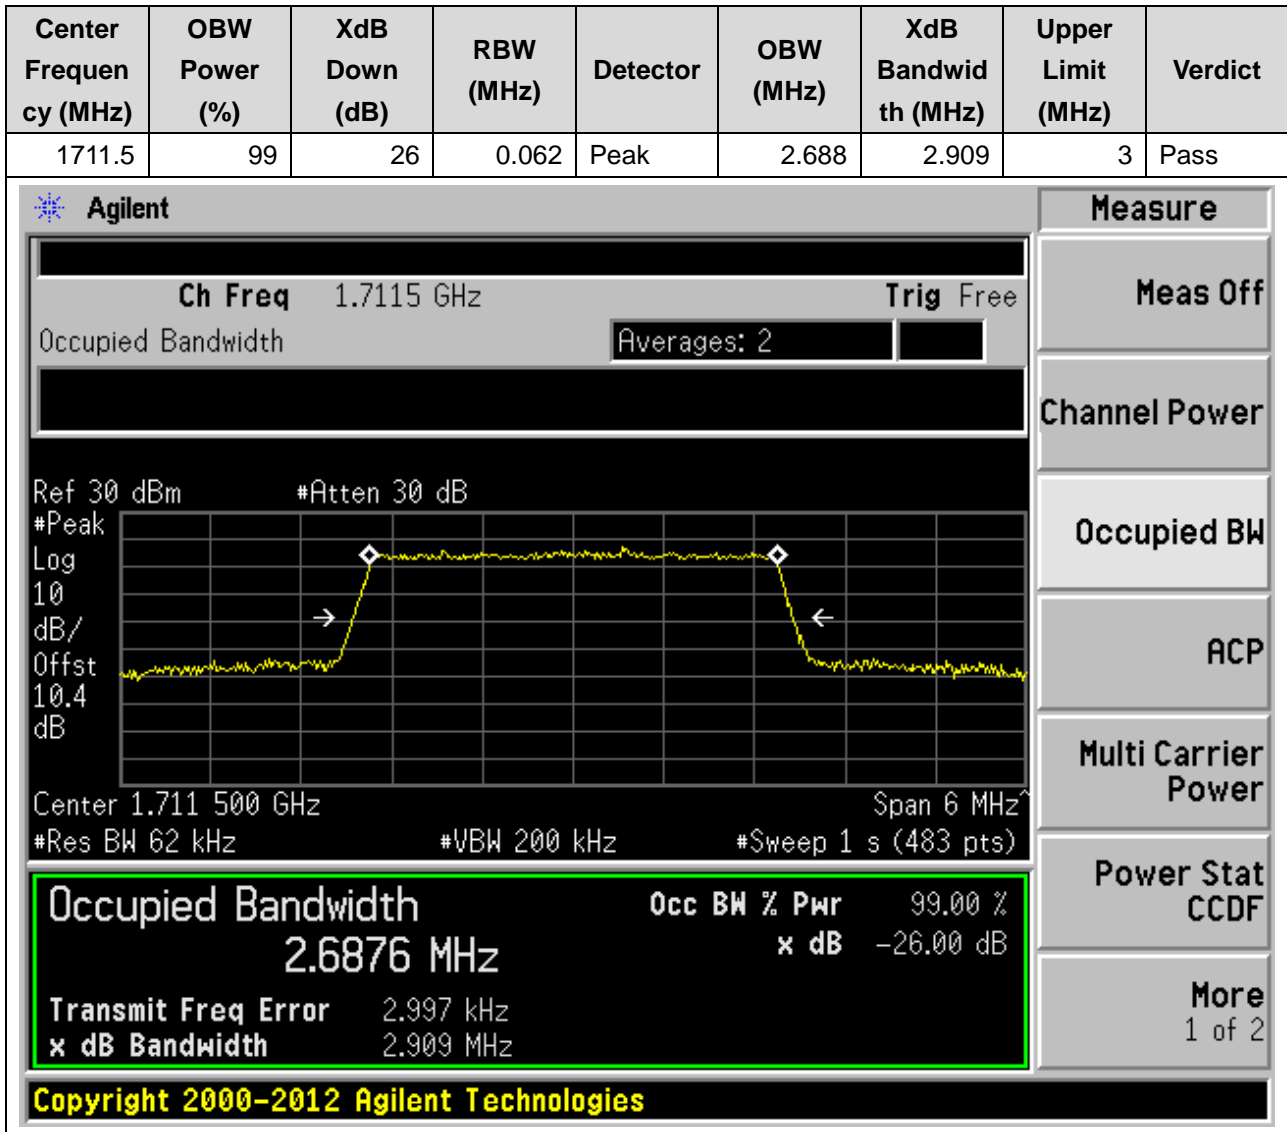 Center Frequen cy (MHz) OBW Power (%) XdB Down (dB) RBW (MHz) Detector OBW (MHz) XdB Bandwid th (MHz) Upper Limit (MHz) Verdict
1711.5 99 26 0.062 Peak 2.688 2.909 3 Pass
Agilent
Measure
Ch Freq 1.7115 GHz Trig Free
Meas Off
Occupied Bandwidth Averages: 2
Channel Power
Ref 30 dBm #Atten 30 dB
#Peak
Log
10
dB/
Offst
10.4
dB
Occupied BW
ACP
Multi Carrier
Power
Center 1.711 500 GHz Span 6 MHz^
#Res BW 62 kHz #VBW 200 kHz #Sweep 1 s (483 pts)
Power Stat
CCDF
Occupied Bandwidth Occ BW % Pwr 99.00 %
2.6876 MHz x dB -26.00 dB
Transmit Freq Error 2.997 kHz
x dB Bandwidth 2.909 MHz
More
1 of 2
Copyright 2000-2012 Agilent Technologies